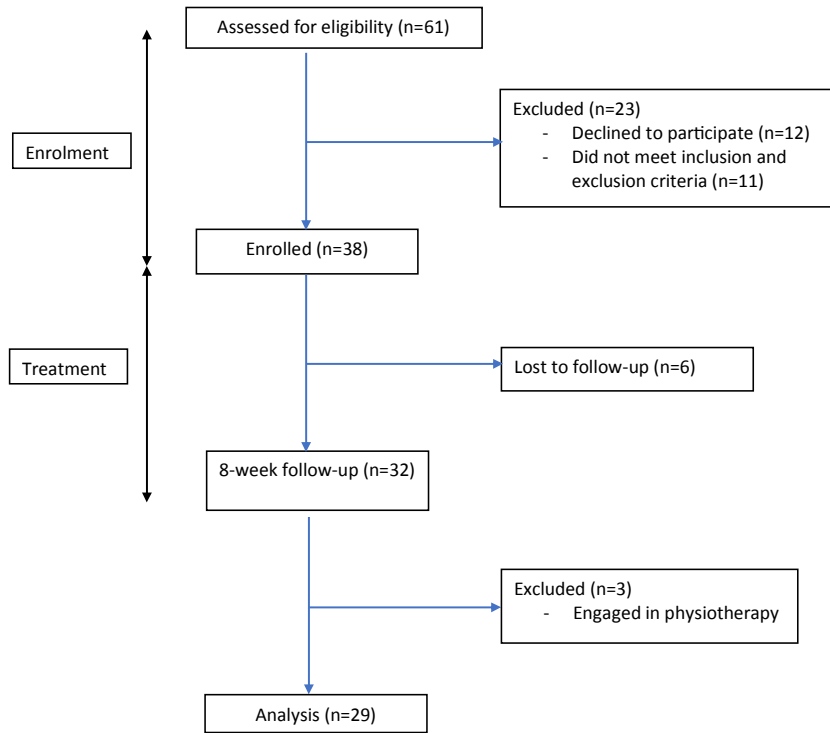 Assessed for eligibility (n=61)
Excluded (n=23)
- Declined to participate (n=12)
- Did not meet inclusion and
exclusion criteria (n=11)
Enrolment
Enrolled (n=38)
Treatment
Lost to follow-up (n=6)
8-week follow-up (n=32)
Excluded (n=3)
- Engaged in physiotherapy
Analysis (n=29)